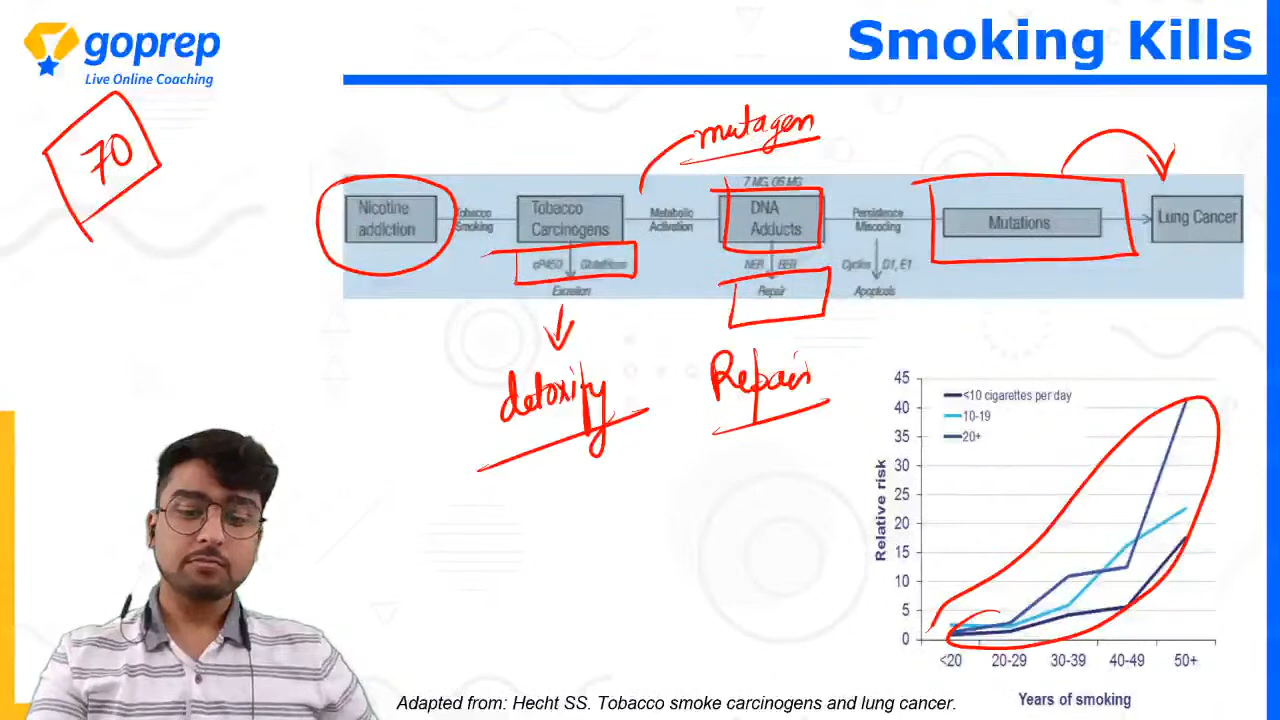 goprep
Live Online Coaching
Smoking Kills
70
mutagen
7 MG, O6 MG
Nicotine
addiction
Tobacco
Smoking
Tobacco
Carcinogens
Metabolic
Activation
DNA
Adducts
Persistence
Miscoding
Mutations
Lung Cancer
cP450
Glutathione
NER
BER
Cyclos D1, E1
Excretion
Repair
Apoptosis
detoxify
Repair
<10 cigarettes per day
10-19
20+
45
40
35
30
25
20
15
10
5
0
Relative risk
<20 20-29 30-39 40-49 50+
Years of smoking
Adapted from: Hecht SS. Tobacco smoke carcinogens and lung cancer.